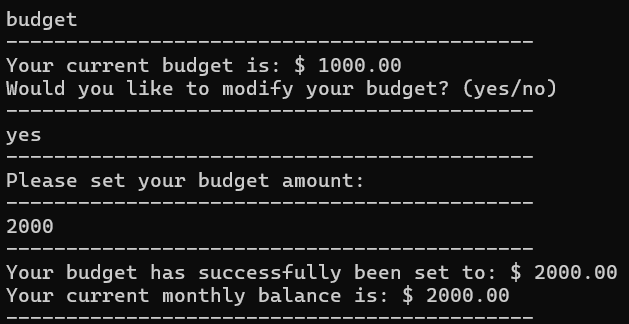 budget
--------------------------------------------
Your current budget is: $ 1000.00
Would you like to modify your budget? (yes/no)
--------------------------------------------
yes
--------------------------------------------
Please set your budget amount:
--------------------------------------------
2000
--------------------------------------------
Your budget has successfully been set to: $ 2000.00
Your current monthly balance is: $ 2000.00
--------------------------------------------